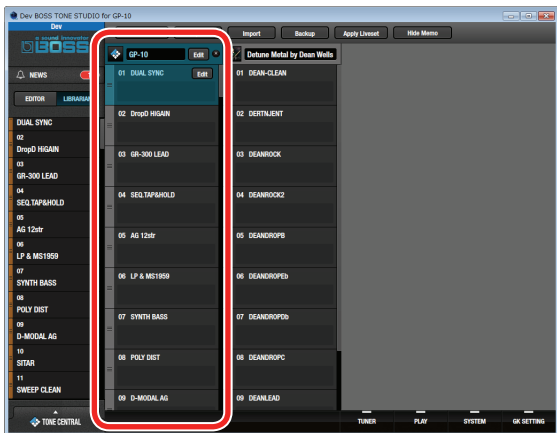 Dev BOSS TONE STUDIO for GP-10
Dev
a sound innovator
BOSS
Import Backup Apply Liveset Hide Memo
NEWS
EDITOR LIBRARIAN
DUAL SYNC
02
DropD HiGAIN
03
GR-300 LEAD
04
SEQ.TAP&HOLD
05
AG 12str
06
LP & MS1959
07
SYNTH BASS
08
POLY DIST
09
D-MODAL AG
10
SITAR
11
SWEEP CLEAN
TONE CENTRAL
GP-10 Edit
01 DUAL SYNC Edit
02 DropD HiGAIN
03 GR-300 LEAD
04 SEQ.TAP&HOLD
05 AG 12str
06 LP & MS1959
07 SYNTH BASS
08 POLY DIST
09 D-MODAL AG
Detune Metal by Dean Wells
01 DEAN-CLEAN
02 DERTNJENT
03 DEANROCK
04 DEANROCK2
05 DEANDROPB
06 DEANDROPEb
07 DEANDROPDb
08 DEANDROPC
09 DEANLEAD
TUNER PLAY SYSTEM GK SETTING